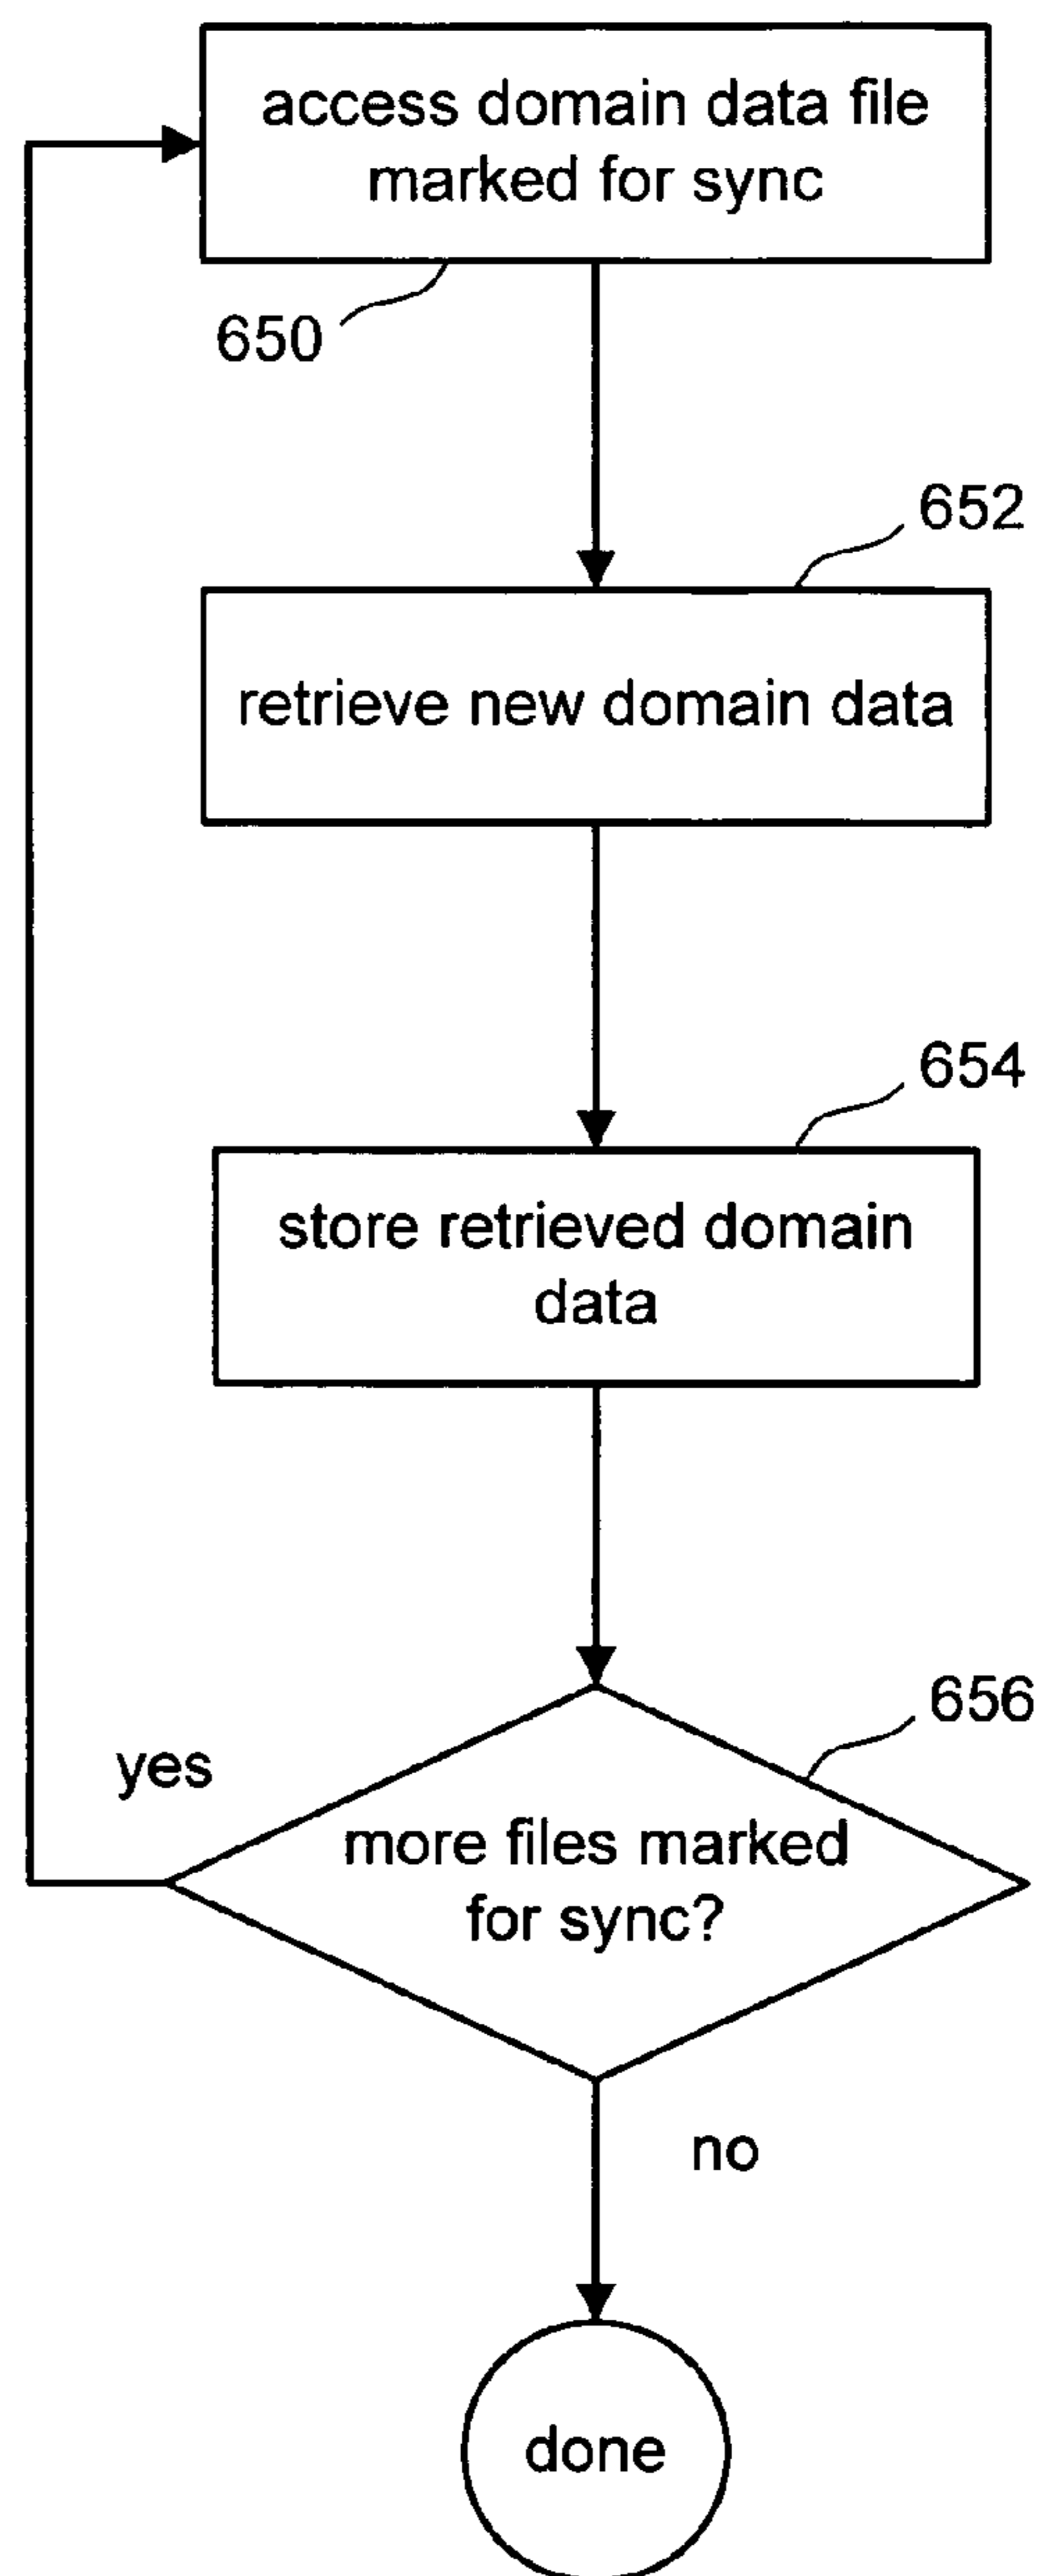 access domain data file
marked for sync
650
652
retrieve new domain data
654
store retrieved domain
data
656
yes
more files marked
for sync?
no
done